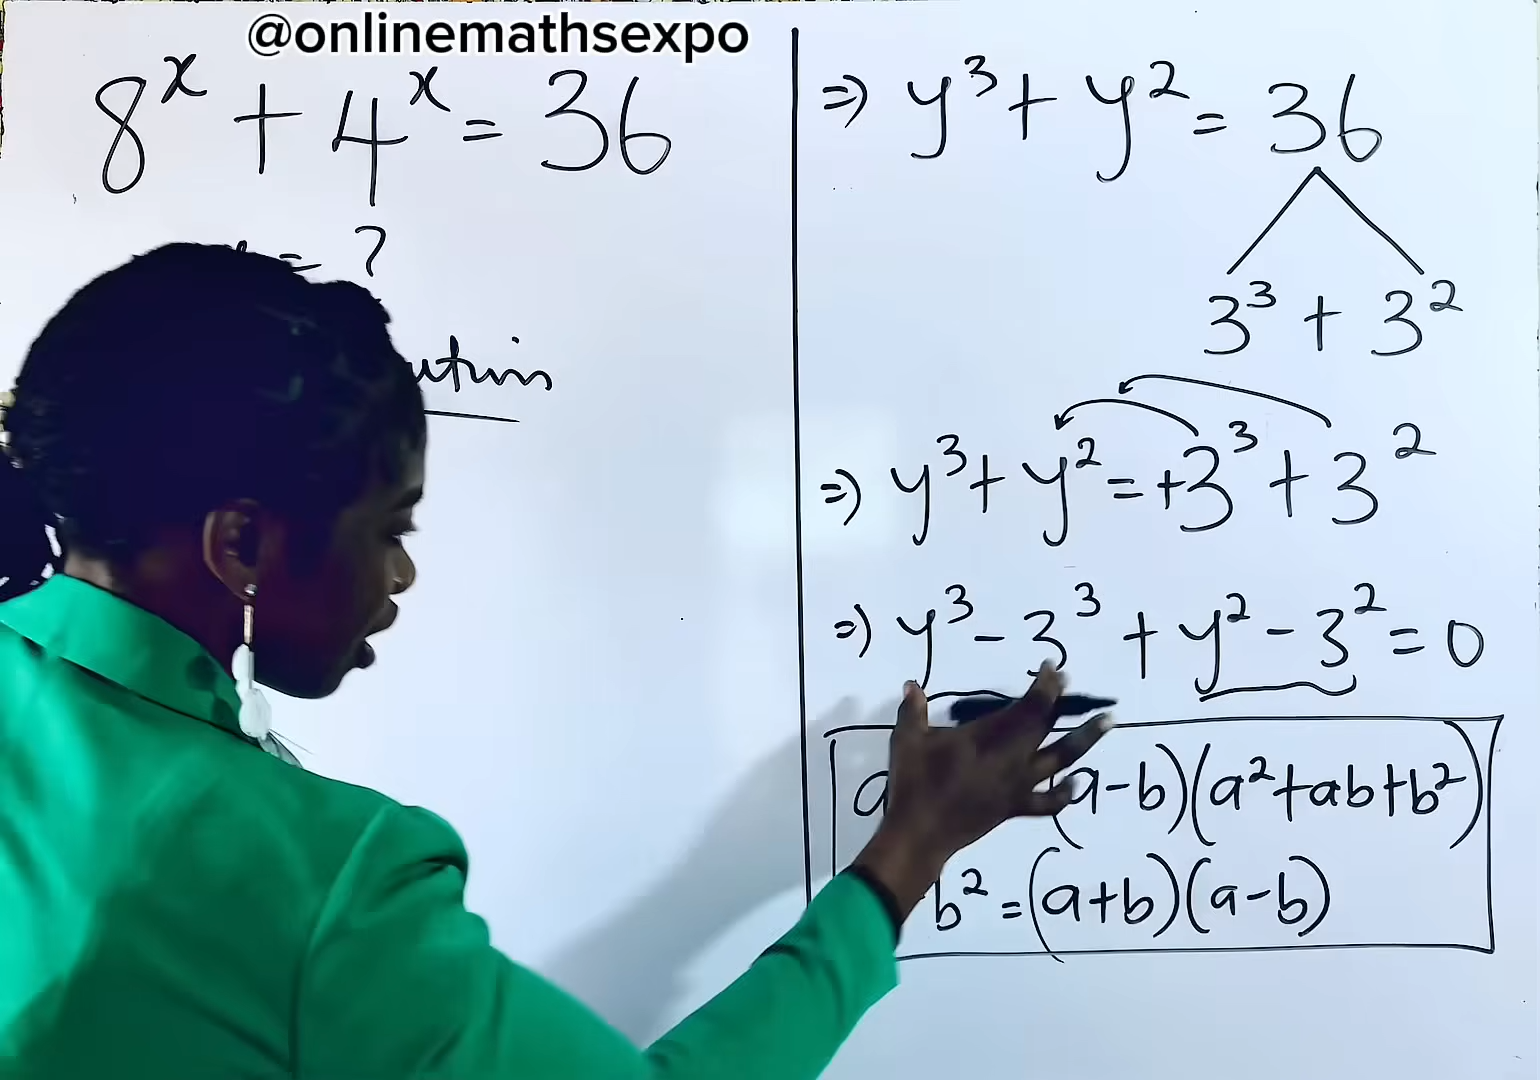 @onlinemathsexpo
8^x + 4^x = 36
= ?
=) y³ + y² = 36
3³ + 3²
=) y³ + y² = +3³ + 3²
=) y³ - 3³ + y² - 3² = 0
a (a-b)(a²+ab+b²)
b² = (a+b)(a-b)